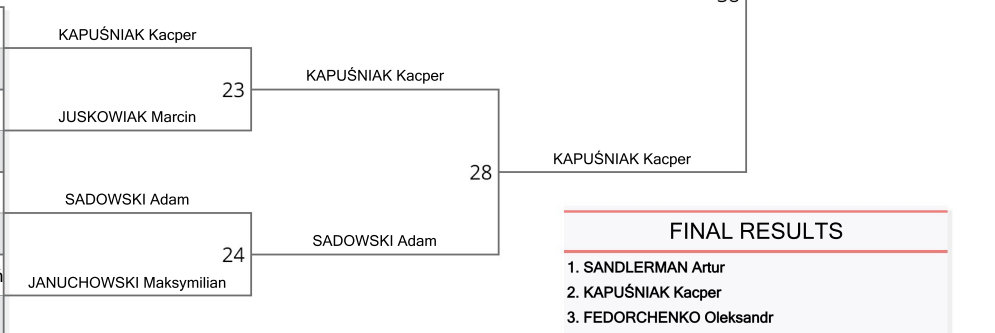 KAPUŚNIAK Kacper
KAPUŚNIAK Kacper
23
JUSKOWIAK Marcin
KAPUŚNIAK Kacper
28
SADOWSKI Adam
SADOWSKI Adam
24
JANUCHOWSKI Maksymilian
FINAL RESULTS
1. SANDLERMAN Artur
2. KAPUŚNIAK Kacper
3. FEDORCHENKO Oleksandr